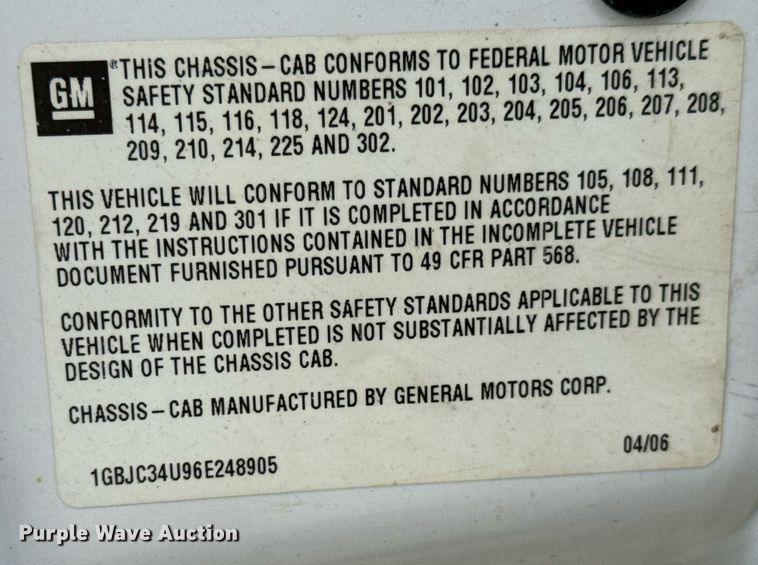 GM ® THIS CHASSIS–CAB CONFORMS TO FEDERAL MOTOR VEHICLE
SAFETY STANDARD NUMBERS 101, 102, 103, 104, 106, 113,
114, 115, 116, 118, 124, 201, 202, 203, 204, 205, 206, 207, 208,
209, 210, 214, 225 AND 302.
THIS VEHICLE WILL CONFORM TO STANDARD NUMBERS 105, 108, 111,
120, 212, 219 AND 301 IF IT IS COMPLETED IN ACCORDANCE
WITH THE INSTRUCTIONS CONTAINED IN THE INCOMPLETE VEHICLE
DOCUMENT FURNISHED PURSUANT TO 49 CFR PART 568.
CONFORMITY TO THE OTHER SAFETY STANDARDS APPLICABLE TO THIS
VEHICLE WHEN COMPLETED IS NOT SUBSTANTIALLY AFFECTED BY THE
DESIGN OF THE CHASSIS CAB.
CHASSIS–CAB MANUFACTURED BY GENERAL MOTORS CORP.
1GBJC34U96E248905 04/06
Purple Wave Auction